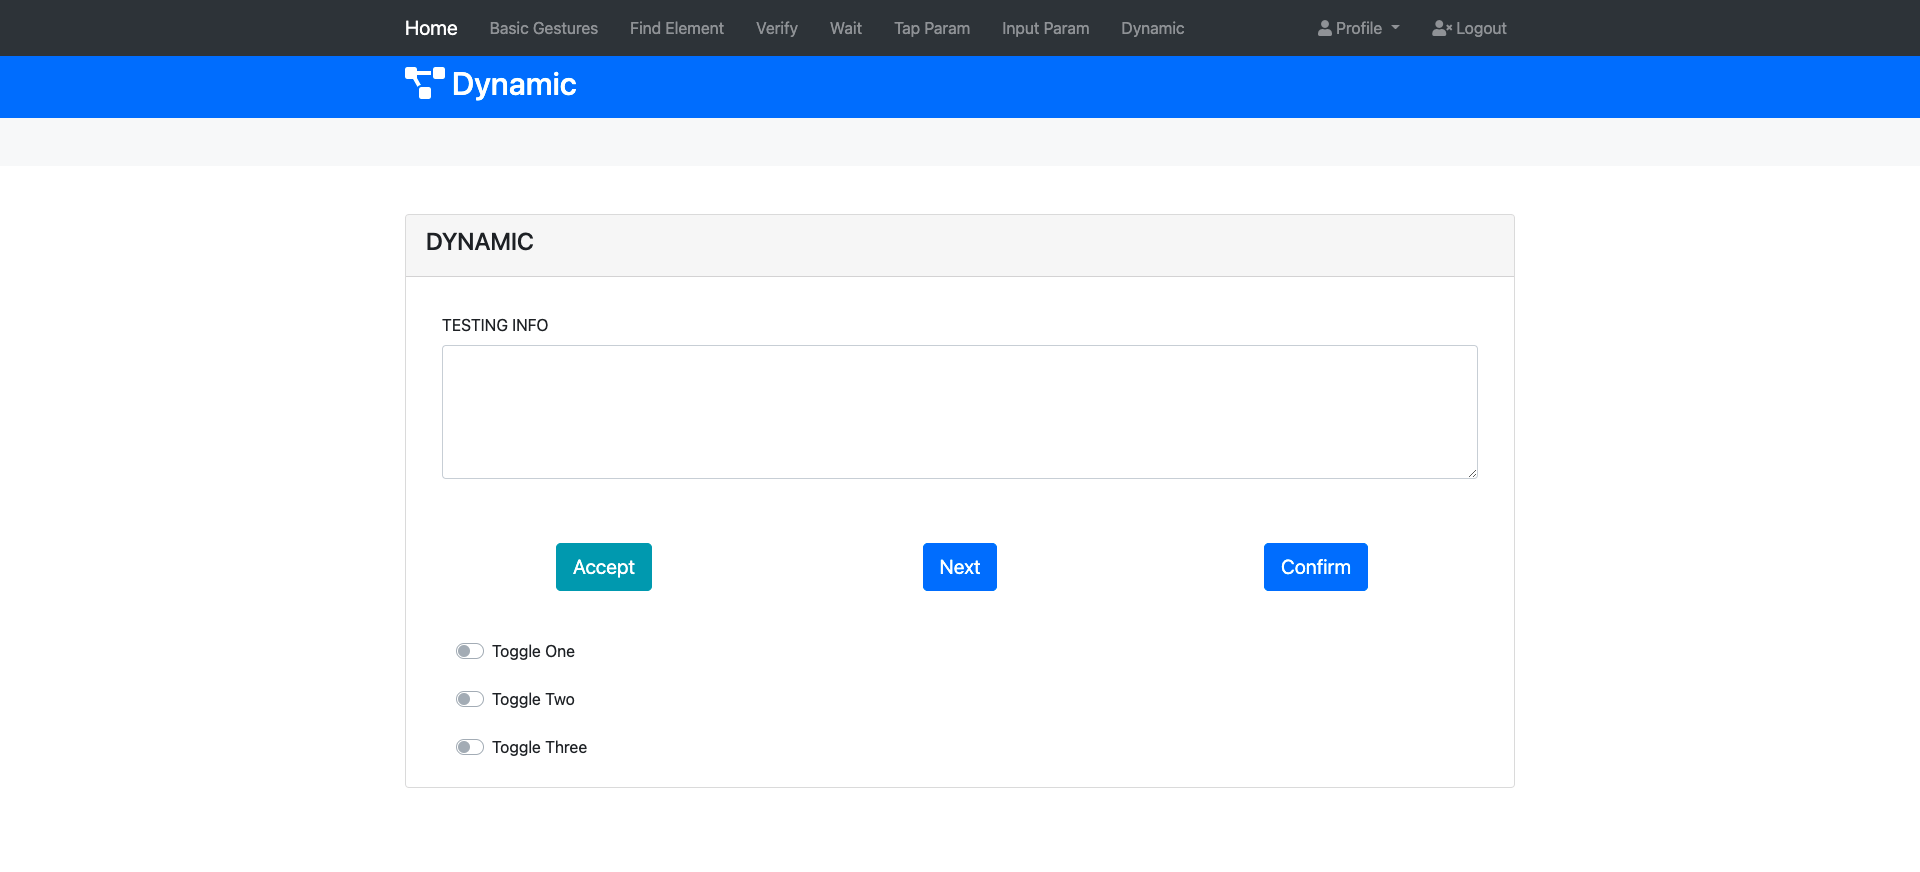 Home Basic Gestures Find Element Verify Wait Tap Param Input Param Dynamic Profile Logout
Dynamic
DYNAMIC
TESTING INFO
Accept Next Confirm
Toggle One
Toggle Two
Toggle Three